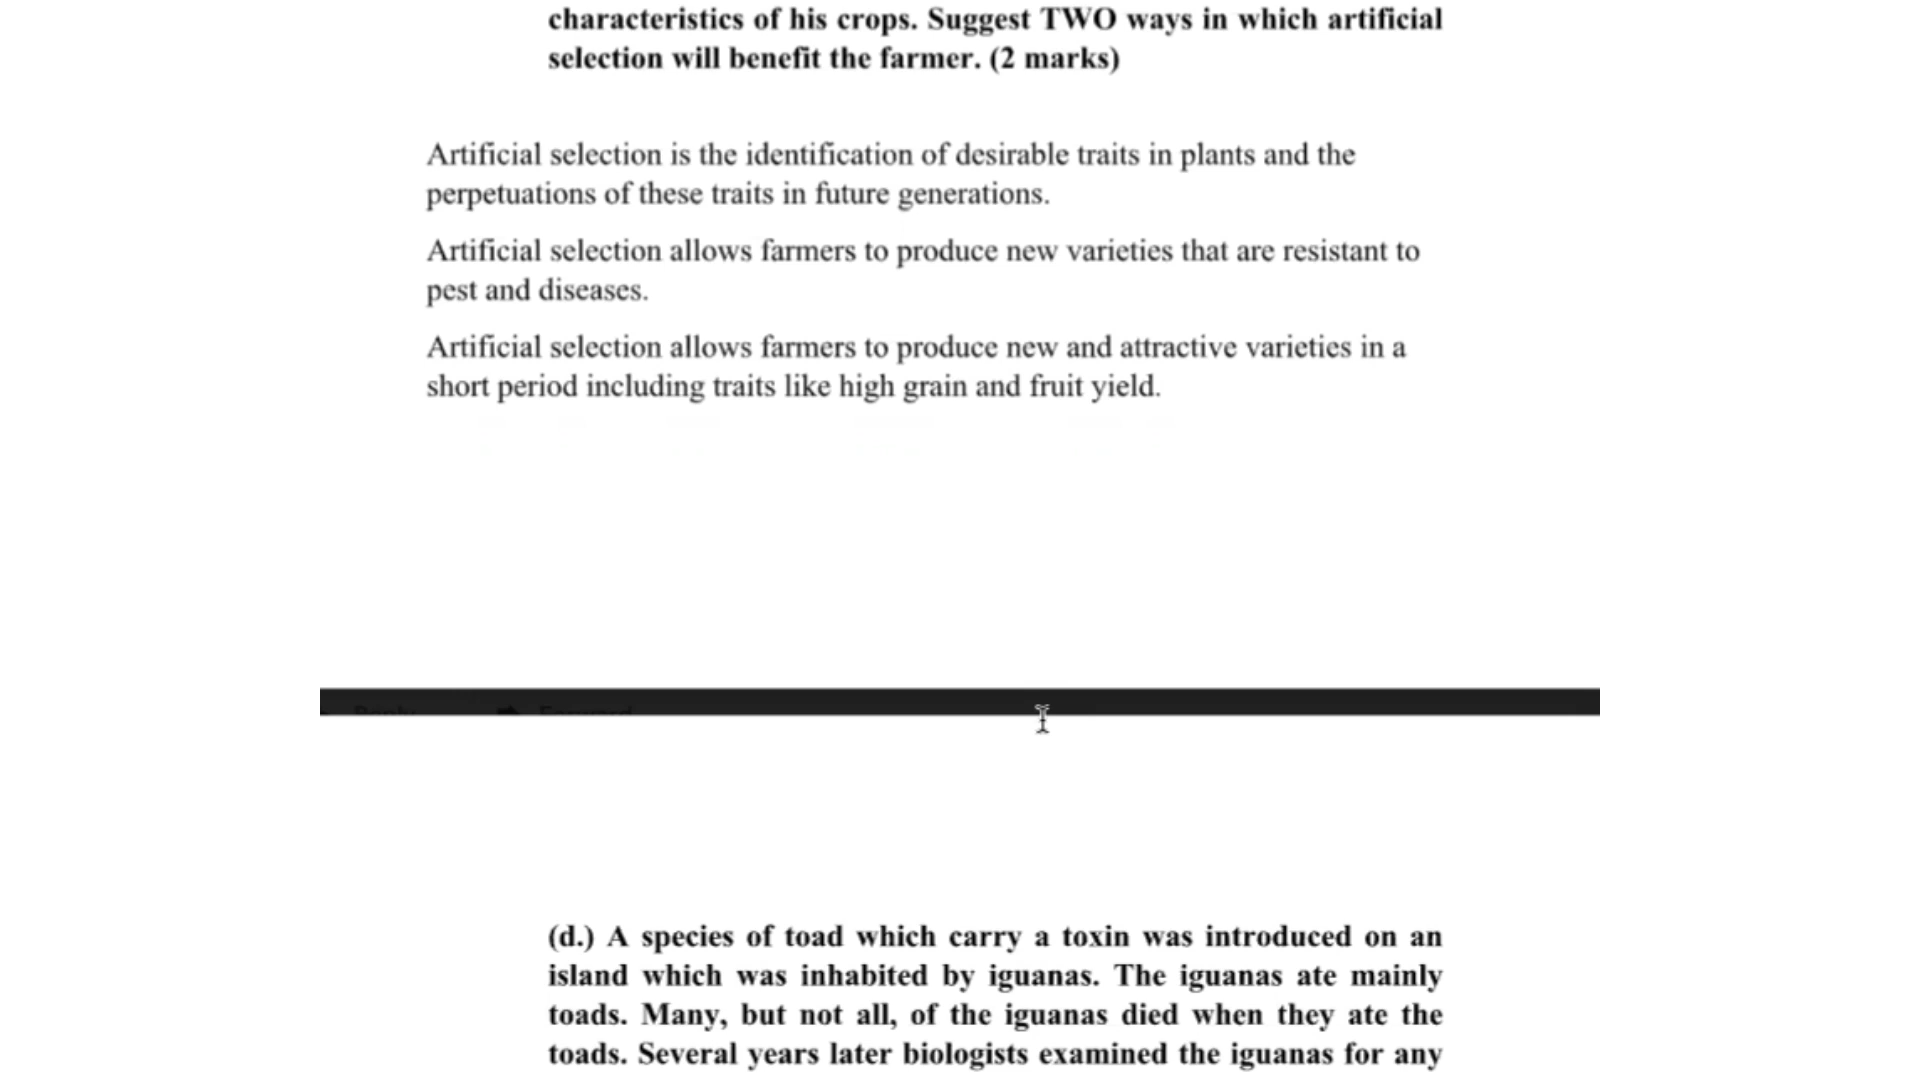 characteristics of his crops. Suggest TWO ways in which artificial
selection will benefit the farmer. (2 marks)
Artificial selection is the identification of desirable traits in plants and the
perpetuations of these traits in future generations.
Artificial selection allows farmers to produce new varieties that are resistant to
pest and diseases.
Artificial selection allows farmers to produce new and attractive varieties in a
short period including traits like high grain and fruit yield.
(d.) A species of toad which carry a toxin was introduced on an
island which was inhabited by iguanas. The iguanas ate mainly
toads. Many, but not all, of the iguanas died when they ate the
toads. Several years later biologists examined the iguanas for any